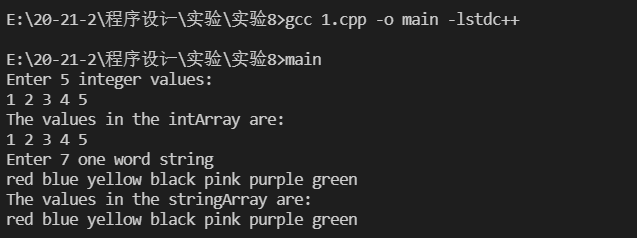 E:\20-21-2\程序设计\实验\实验8>gcc 1.cpp -o main -lstdc++
E:\20-21-2\程序设计\实验\实验8>main
Enter 5 integer values:
1 2 3 4 5
The values in the intArray are:
1 2 3 4 5
Enter 7 one word string
red blue yellow black pink purple green
The values in the stringArray are:
red blue yellow black pink purple green